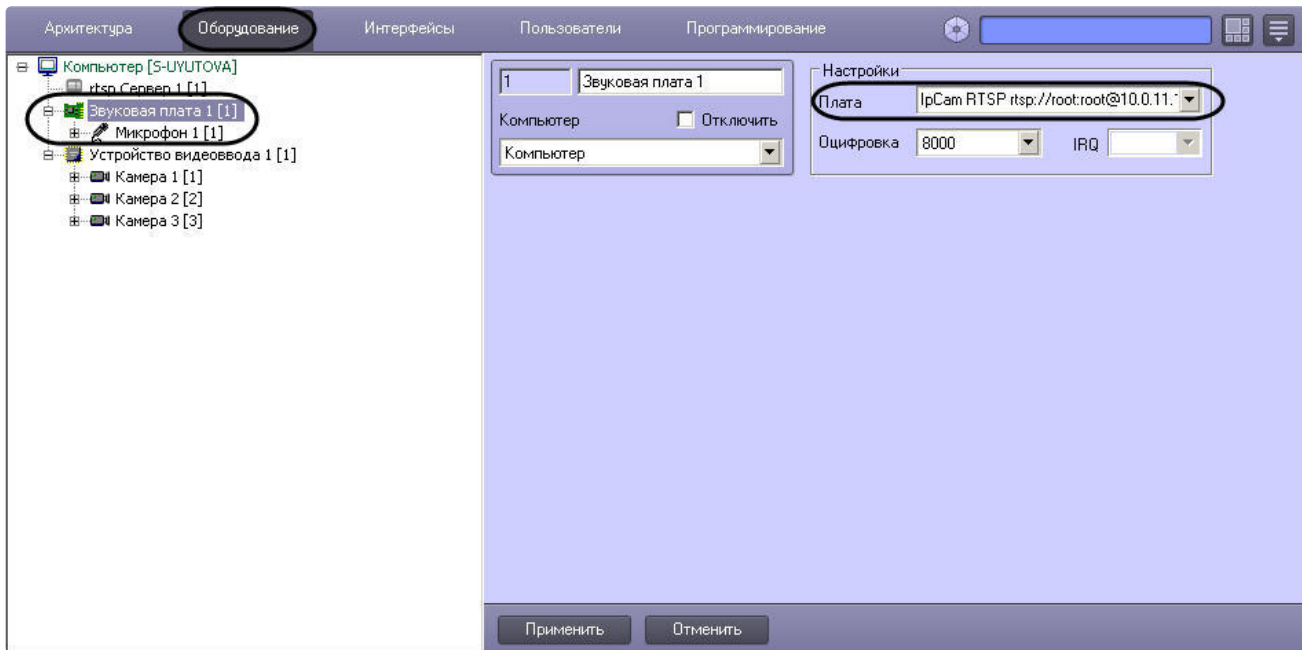 Архитектура Оборудование Интерфейсы Пользователи Программирование
Компьютер [S-UYUTOVA]
rtsp Сервер 1 [1]
Звуковая плата 1 [1]
Микрофон 1 [1]
Устройство видеоввода 1 [1]
Камера 1 [1]
Камера 2 [2]
Камера 3 [3]
1 Звуковая плата 1
Компьютер Отключить
Компьютер
Настройки
Плата IpCam RTSP rtsp://root:root@10.0.11.
Оцифровка 8000 IRQ
Применить Отменить